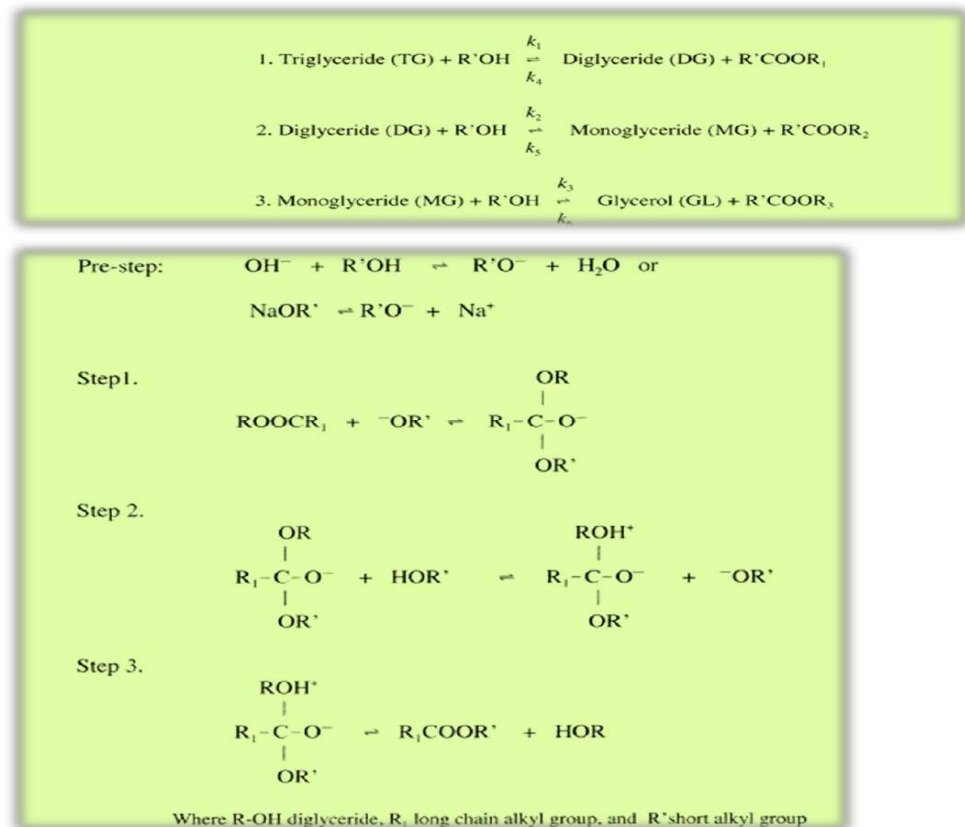 k₁
1. Triglyceride (TG) + R'OH ⇌ Diglyceride (DG) + R'COOR₁
k₄
k₂
2. Diglyceride (DG) + R'OH ⇌ Monoglyceride (MG) + R'COOR₂
k₅
k₃
3. Monoglyceride (MG) + R'OH ⇌ Glycerol (GL) + R'COOR₃
Pre-step: OH⁻ + R'OH ⇌ R'O⁻ + H₂O or
NaOR' ⇌ R'O⁻ + Na⁺
Step1.
OR
|
ROOCR₁ + ⁻OR' ⇌ R₁-C-O⁻
|
OR'
Step 2.
OR ROH⁺
| |
R₁-C-O⁻ + HOR' ⇌ R₁-C-O⁻ + ⁻OR'
| |
OR' OR'
Step 3.
ROH⁺
|
R₁-C-O⁻ ⇌ R₁COOR' + HOR
|
OR'
Where R-OH diglyceride, R₁ long chain alkyl group, and R'short alkyl group